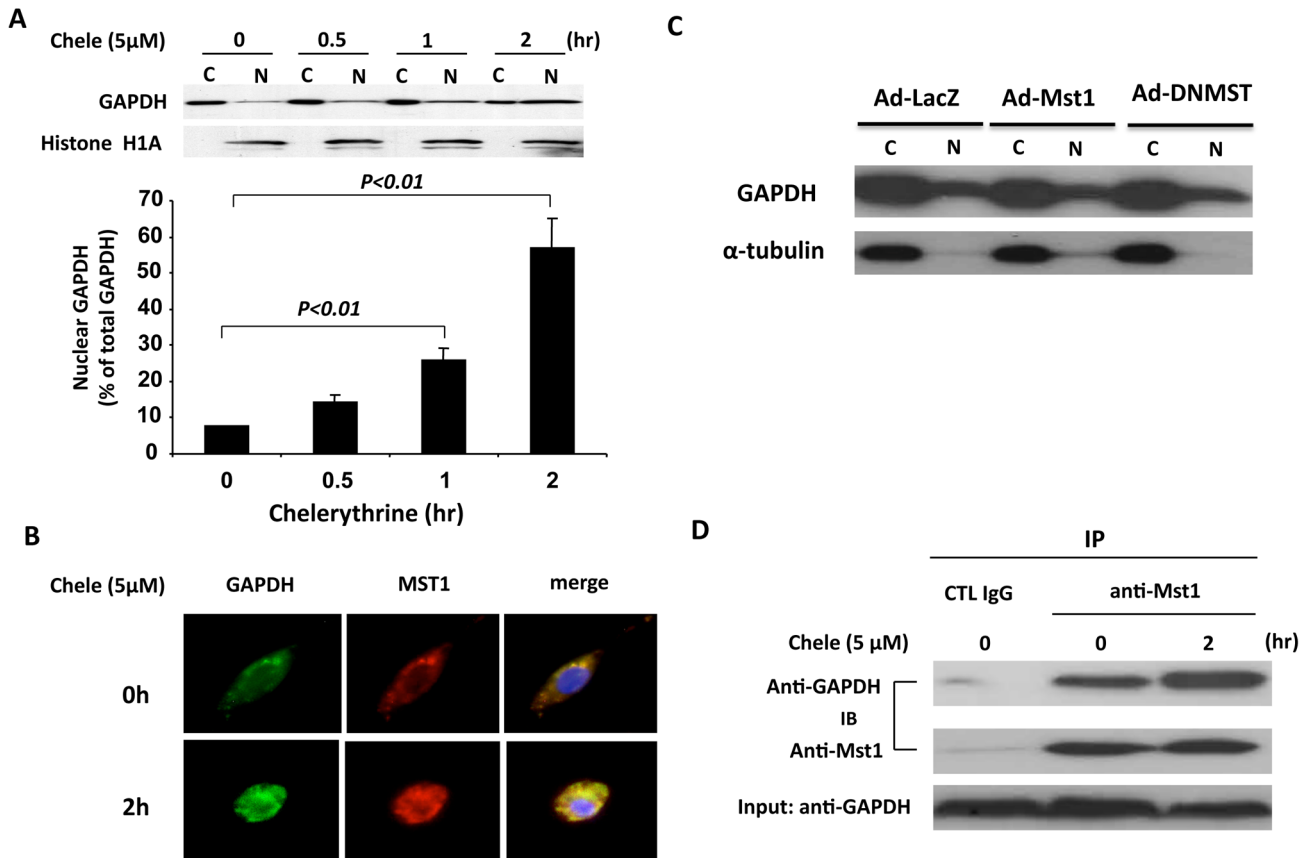 A
Chele (5μM) 0 0.5 1 2 (hr)
C N C N C N C N
GAPDH
Histone H1A
P<0.01
P<0.01
Nuclear GAPDH
(% of total GAPDH)
70
60
50
40
30
20
10
0
0 0.5 1 2
Chelerythrine (hr)
B
Chele (5μM) GAPDH MST1 merge
0h
2h
C
Ad-LacZ Ad-Mst1 Ad-DNMST
C N C N C N
GAPDH
α-tubulin
D
IP
CTL IgG anti-Mst1
Chele (5 μM) 0 0 2 (hr)
Anti-GAPDH
IB
Anti-Mst1
Input: anti-GAPDH